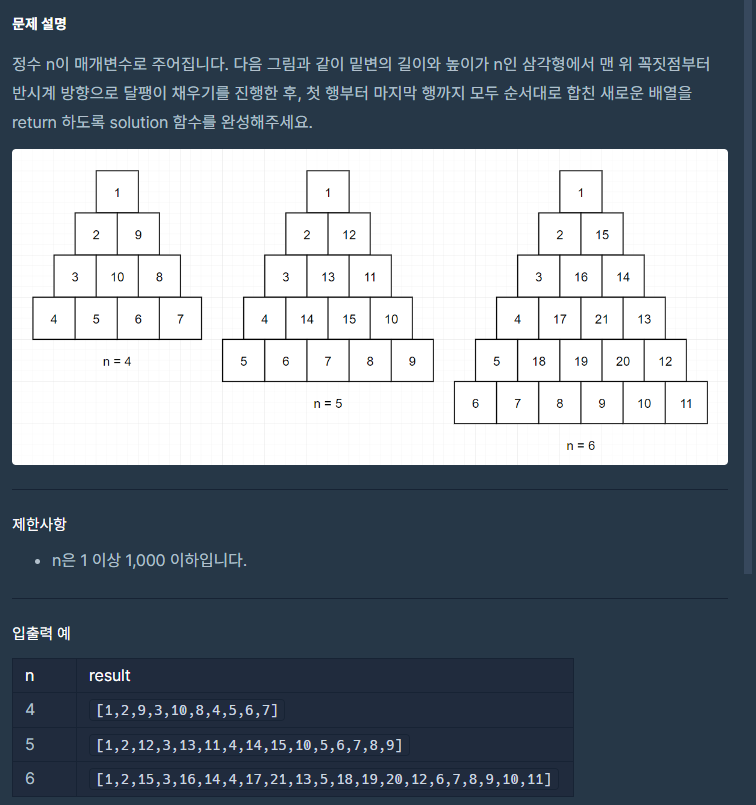 문제 설명
정수 n이 매개변수로 주어집니다. 다음 그림과 같이 밑변의 길이와 높이가 n인 삼각형에서 맨 위 꼭짓점부터
반시계 방향으로 달팽이 채우기를 진행한 후, 첫 행부터 마지막 행까지 모두 순서대로 합친 새로운 배열을
return 하도록 solution 함수를 완성해주세요.
1
2 9
3 10 8
4 5 6 7
n = 4
1
2 12
3 13 11
4 14 15 10
5 6 7 8 9
n = 5
1
2 15
3 16 14
4 17 21 13
5 18 19 20 12
6 7 8 9 10 11
n = 6
제한사항
• n은 1 이상 1,000 이하입니다.
입출력 예
n result
4 [1,2,9,3,10,8,4,5,6,7]
5 [1,2,12,3,13,11,4,14,15,10,5,6,7,8,9]
6 [1,2,15,3,16,14,4,17,21,13,5,18,19,20,12,6,7,8,9,10,11]